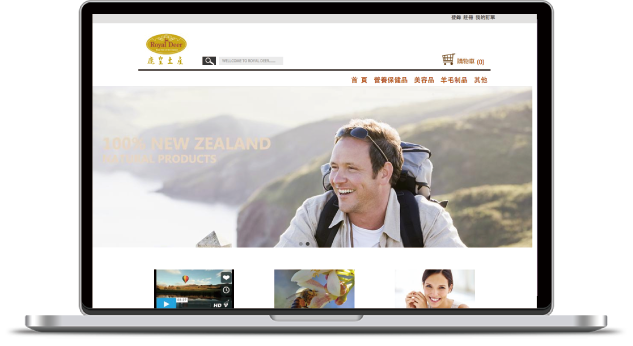 登錄 註冊 我的訂單
Royal Deer
鹿皇土産
WELCOME TO ROYAL DEER......
購物車 (0)
首 頁 營養保健品 美容品 羊毛制品 其他
100% NEW ZEALAND
NATURAL PRODUCTS
HD